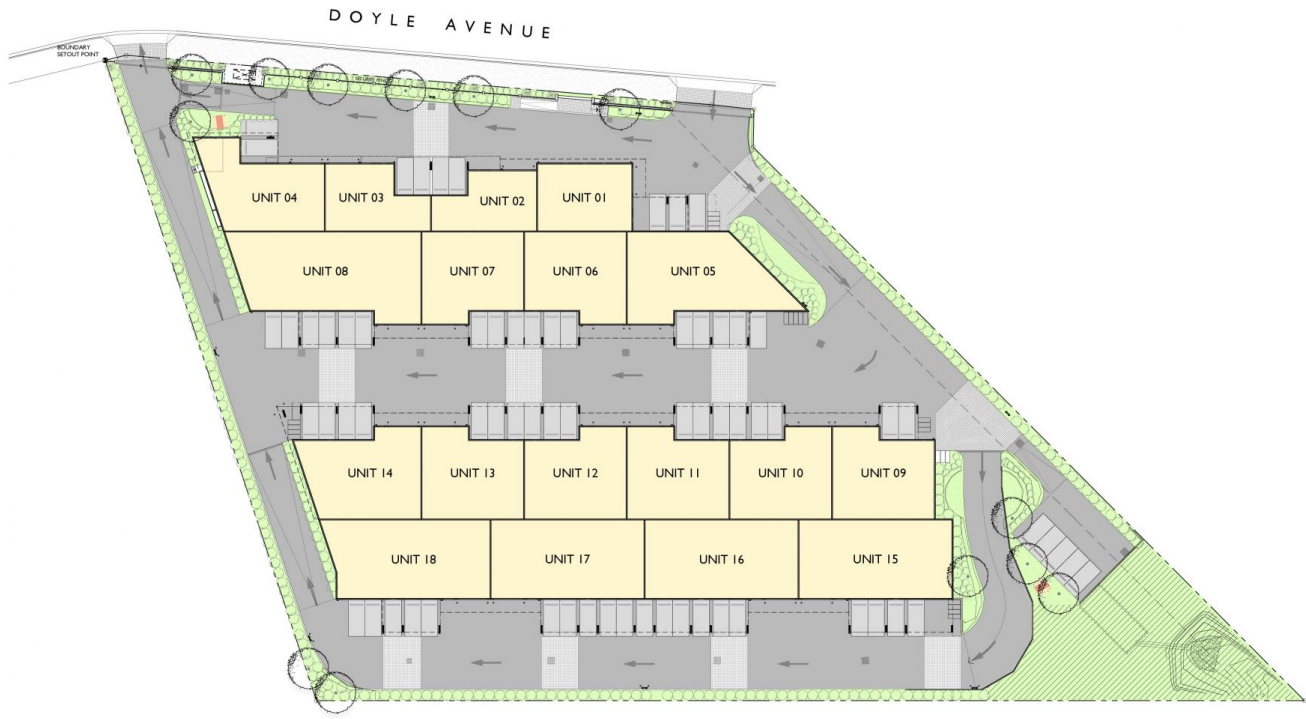 DOYLE AVENUE
BOUNDARY
SETOUT POINT
UNIT 04
UNIT 03
UNIT 02
UNIT 01
UNIT 08
UNIT 07
UNIT 06
UNIT 05
UNIT 14
UNIT 13
UNIT 12
UNIT 11
UNIT 10
UNIT 09
UNIT 18
UNIT 17
UNIT 16
UNIT 15